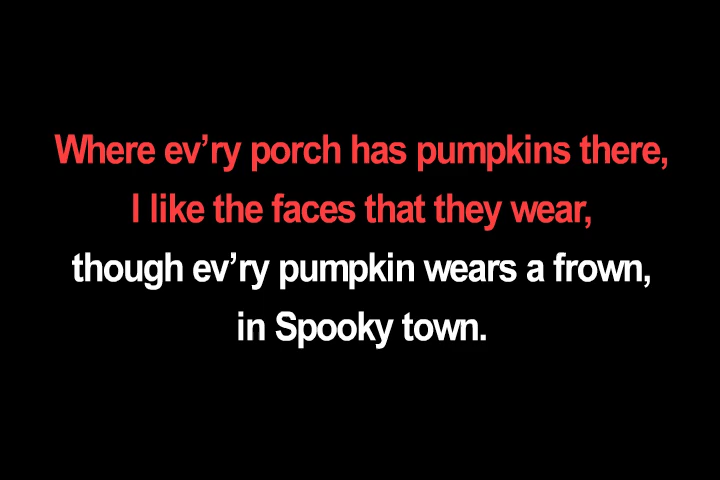 Where ev’ry porch has pumpkins there,
I like the faces that they wear,
though ev’ry pumpkin wears a frown,
in Spooky town.